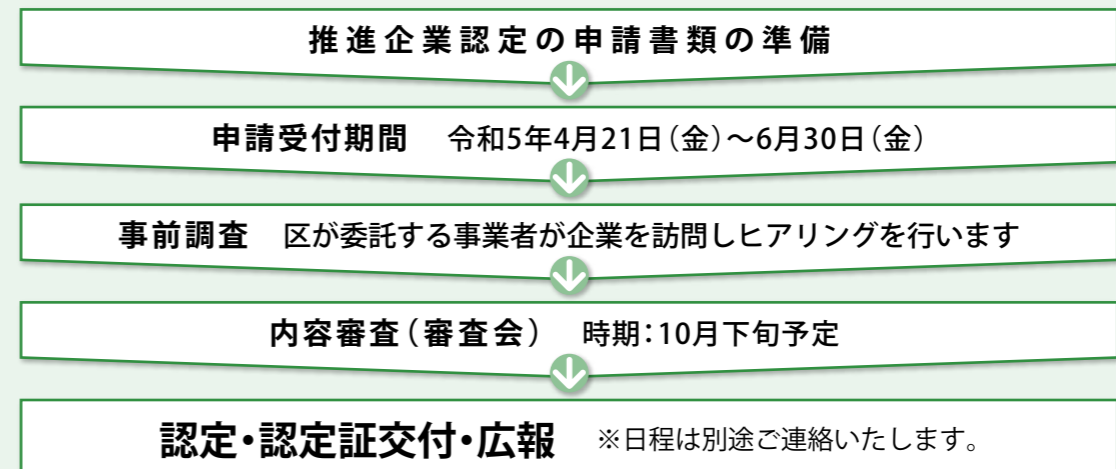 推進企業認定の申請書類の準備
申請受付期間　令和5年4月21日（金）～6月30日（金）
事前調査　区が委託する事業者が企業を訪問しヒアリングを行います
内容審査（審査会）　時期：10月下旬予定
認定・認定証交付・広報　※日程は別途ご連絡いたします。